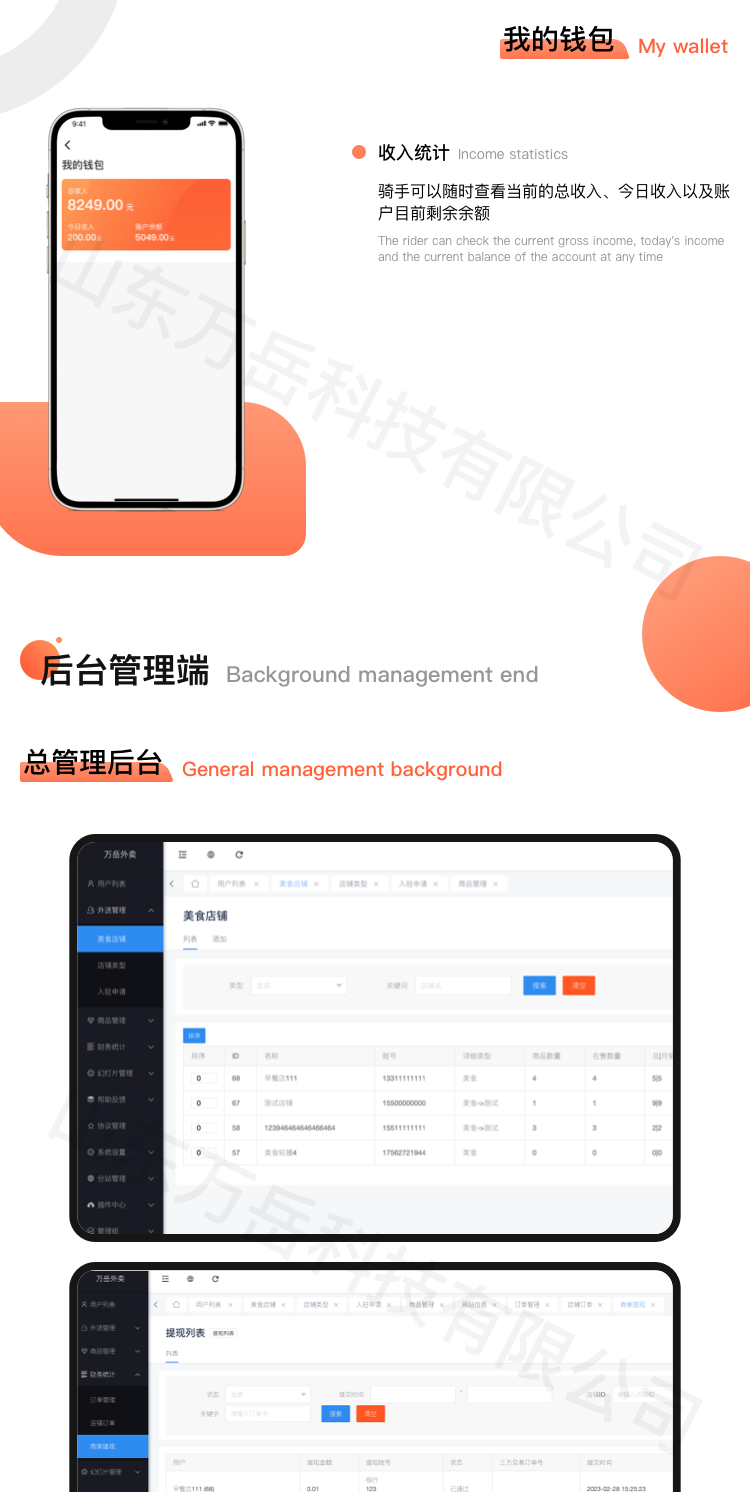 我的钱包 My wallet
9:41
我的钱包
总收入
8249.00 元
今日收入 账户余额
200.00元 5049.00元
收入统计 Income statistics
骑手可以随时查看当前的总收入、今日收入以及账
户目前剩余余额
The rider can check the current gross income, today's income
and the current balance of the account at any time
山东万岳科技有限公司
后台管理端 Background management end
总管理后台 General management background
万岳外卖
用户列表
外送管理
美食店铺
店铺类型
入驻申请
商品管理
财务统计
幻灯片管理
帮助反馈
协议管理
系统设置
分站管理
插件中心
管理组
用户列表 × 美食店铺 × 店铺类型 × 入驻申请 × 商品管理 ×
美食店铺
列表 添加
类型 全部 关键词 店铺名 搜索 清空
排序
排序 ID 名称 账号 详细类型 商品数量 在售数量 总|月销
0 68 早餐店111 13311111111 美食 4 4 5|5
0 67 测试店铺 15500000000 美食->测试 1 1 9|9
0 58 123946464646466464 15511111111 美食->测试 3 3 2|2
0 57 美食轮播4 17562721944 美食 0 0 0|0
山东万岳科技有限公司
万岳外卖
用户列表
外送管理
商品管理
财务统计
订单管理
店铺订单
商家提现
幻灯片管理
用户列表 × 美食店铺 × 店铺类型 × 入驻申请 × 商品管理 × 网站信息 × 订单管理 × 店铺订单 × 商家提现 ×
提现列表 提现列表
列表
状态 全部 提交时间 - 店铺ID 请输入店铺ID
关键字 请输入订单号 搜索 清空
用户 提现金额 提现账号 状态 三方交易订单号 提交时间
银行
早餐店111 (68) 0.01 123 已通过 2023-02-28 15:25:23